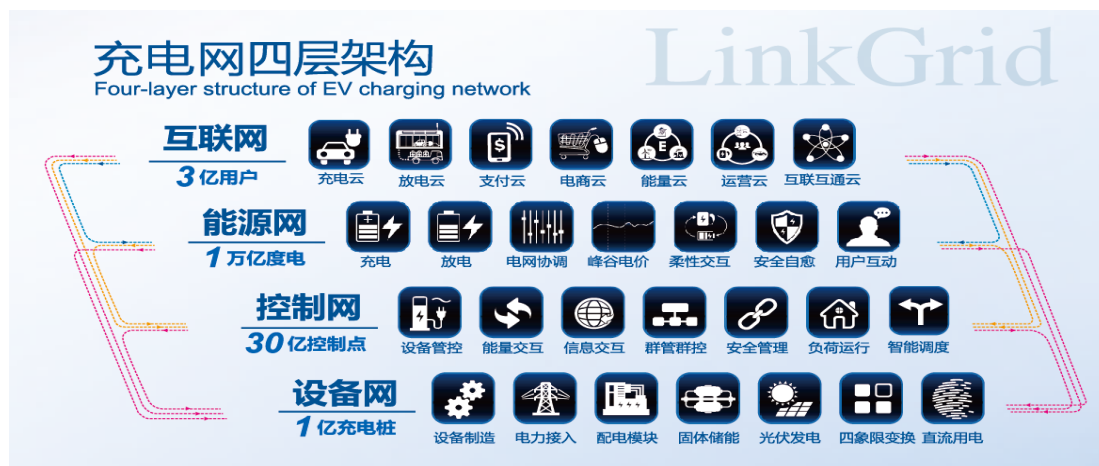 充电网四层架构
LinkGrid
Four-layer structure of EV charging network
互联网
3亿用户
充电云 放电云 支付云 电商云 能量云 运营云 互联互通云
E
$
能源网
1万亿度电
充电 放电 电网协调 峰谷电价 柔性交互 安全自愈 用户互动
控制网
30亿控制点
设备管控 能量交互 信息交互 群管群控 安全管理 负荷运行 智能调度
设备网
1亿充电桩
设备制造 电力接入 配电模块 固体储能 光伏发电 四象限变换 直流用电